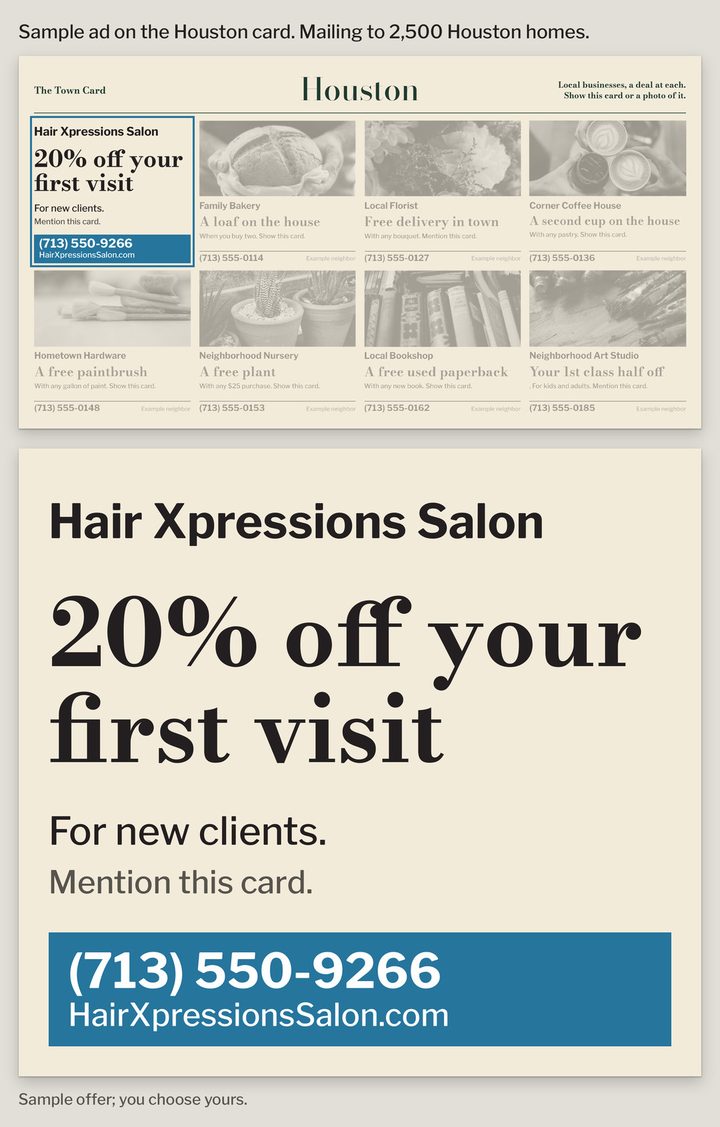 Sample ad on the Houston card. Mailing to 2,500 Houston homes.
The Town Card
Houston
Local businesses, a deal at each.
Show this card or a photo of it.
Hair Xpressions Salon
20% off your
first visit
For new clients.
Mention this card.
(713) 550-9266
HairXpressionsSalon.com
Family Bakery
A loaf on the house
When you buy two. Show this card.
(713) 555-0114
Example neighbor
Local Florist
Free delivery in town
With any bouquet. Mention this card.
(713) 555-0127
Example neighbor
Corner Coffee House
A second cup on the house
With any pastry. Show this card.
(713) 555-0136
Example neighbor
Hometown Hardware
A free paintbrush
With any gallon of paint. Show this card.
(713) 555-0148
Example neighbor
Neighborhood Nursery
A free plant
With any $25 purchase. Show this card.
(713) 555-0153
Example neighbor
Local Bookshop
A free used paperback
With any new book. Show this card.
(713) 555-0162
Example neighbor
Neighborhood Art Studio
Your 1st class half off
For kids and adults. Mention this card.
(713) 555-0185
Example neighbor
Hair Xpressions Salon
20% off your
first visit
For new clients.
Mention this card.
(713) 550-9266
HairXpressionsSalon.com
Sample offer; you choose yours.